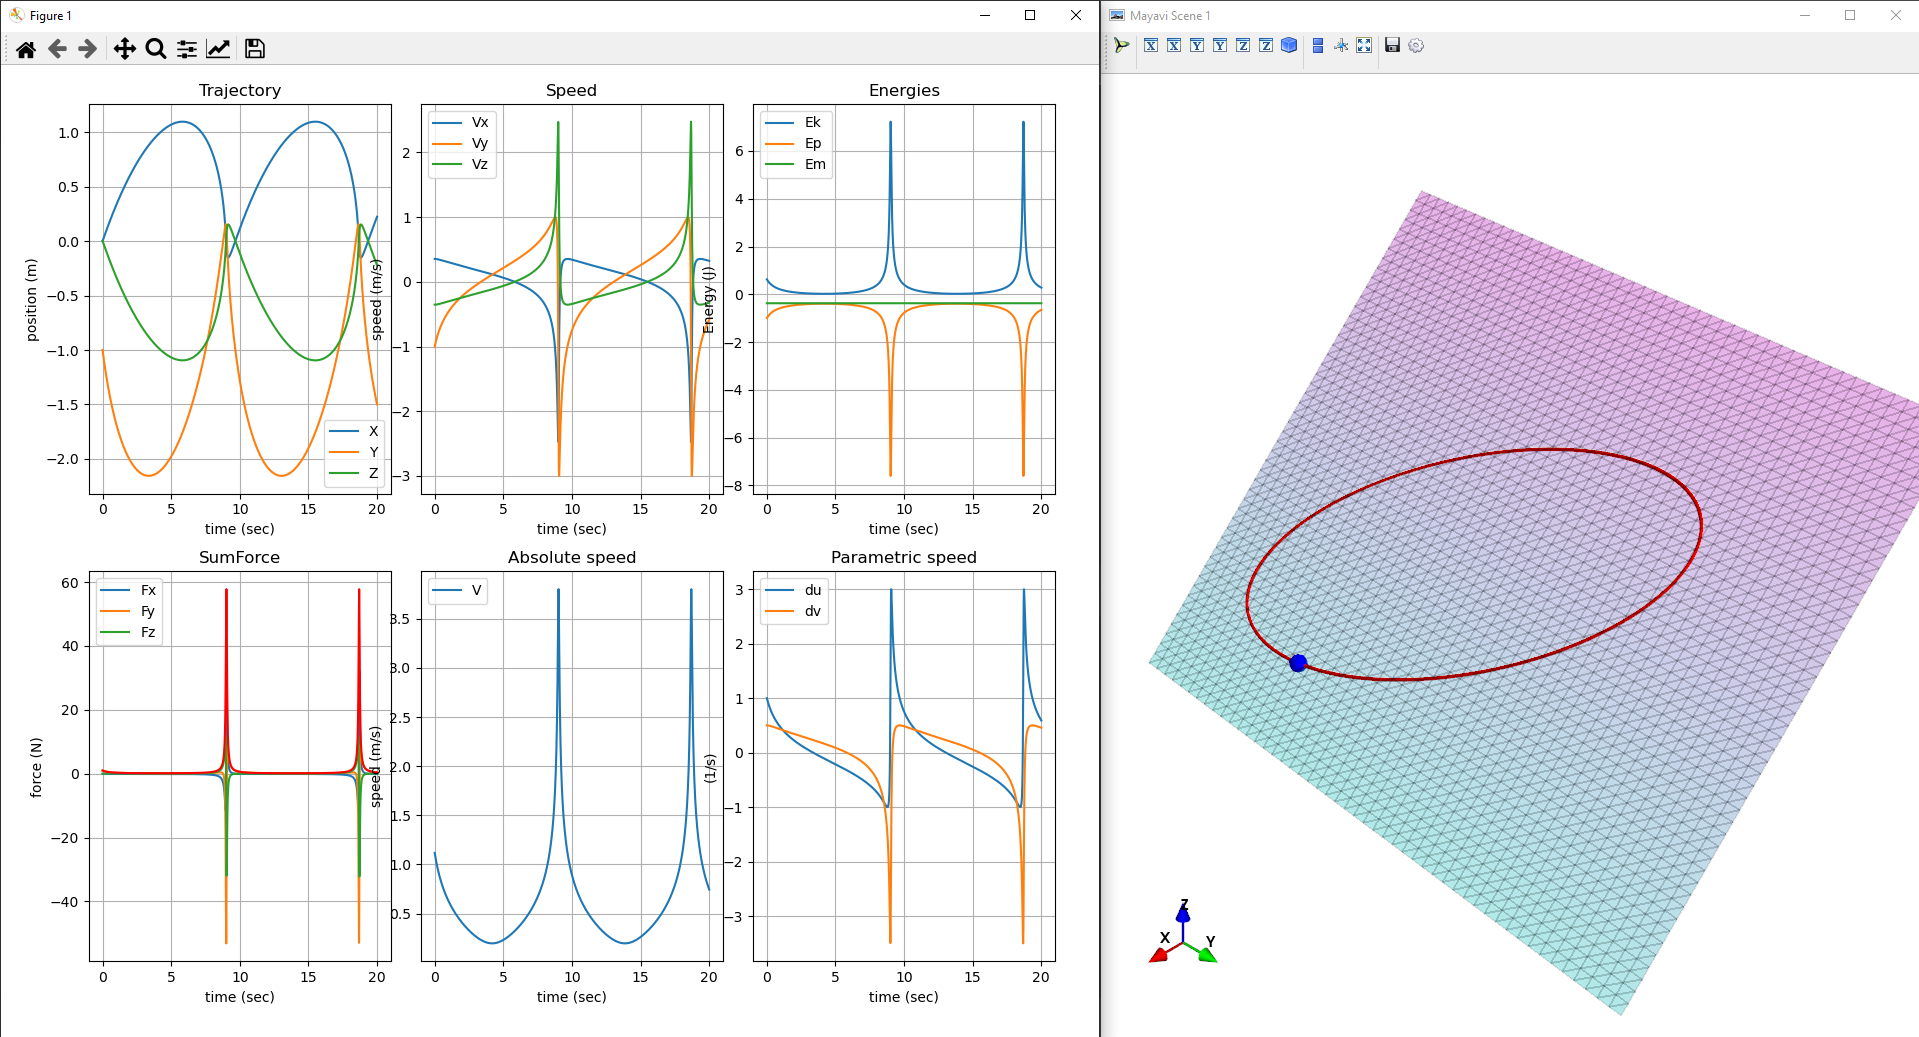 Figure 1
Mayavi Scene 1
X X Y Y Z Z
Trajectory
position (m)
1.0
0.5
0.0
−0.5
−1.0
−1.5
−2.0
X
Y
Z
0 5 10 15 20
time (sec)
Speed
speed (m/s)
2
1
0
−1
−2
−3
Vx
Vy
Vz
0 5 10 15 20
time (sec)
Energies
Energy (J)
6
4
2
0
−2
−4
−6
−8
Ek
Ep
Em
0 5 10 15 20
time (sec)
SumForce
force (N)
60
40
20
0
−20
−40
Fx
Fy
Fz
0 5 10 15 20
time (sec)
Absolute speed
speed (m/s)
3.5
3.0
2.5
2.0
1.5
1.0
0.5
V
0 5 10 15 20
time (sec)
Parametric speed
(1/s)
3
2
1
0
−1
−2
−3
du
dv
0 5 10 15 20
time (sec)
Z
X
Y